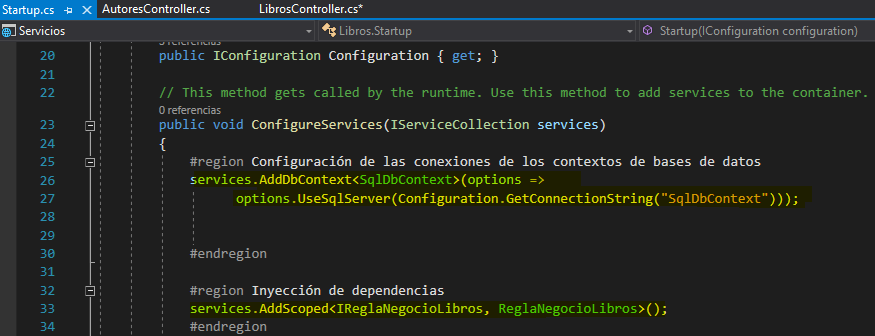 Startup.cs AutoresController.cs LibrosController.cs*
Servicios Libros.Startup Startup(IConfiguration configuration)
3 referencias
20 public IConfiguration Configuration { get; }
21
22 // This method gets called by the runtime. Use this method to add services to the container.
0 referencias
23 public void ConfigureServices(IServiceCollection services)
24 {
25 #region Configuración de las conexiones de los contextos de bases de datos
26 services.AddDbContext<SqlDbContext>(options =>
27 options.UseSqlServer(Configuration.GetConnectionString("SqlDbContext")));
28
29
30 #endregion
31
32 #region Inyección de dependencias
33 services.AddScoped<IReglaNegocioLibros, ReglaNegocioLibros>();
34 #endregion